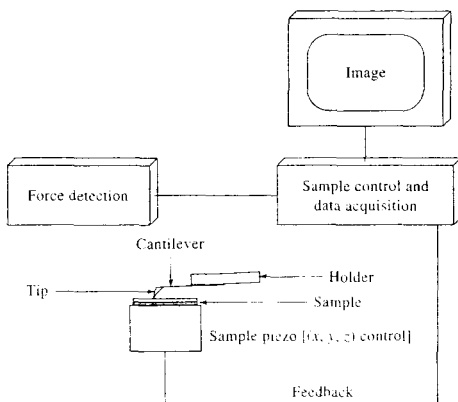 Image
Force detection
Sample control and
data acquisition
Cantilever
Holder
Tip
Sample
Sample piezo [(x, y, z) control]
Feedback